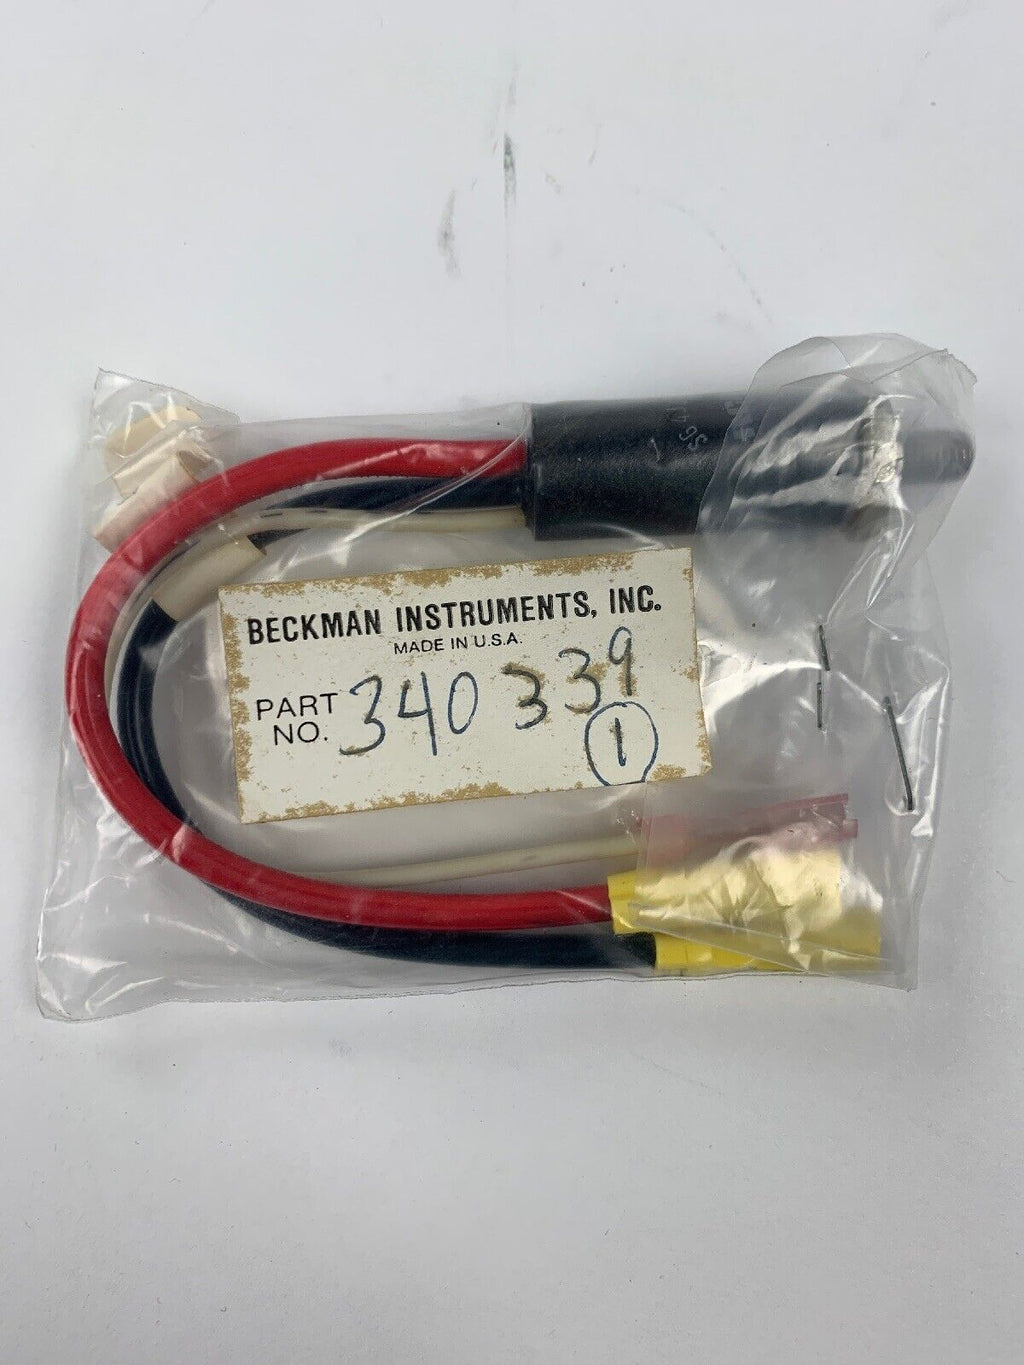 BECKMAN INSTRUMENTS, INC.
MADE IN U.S.A.
PART NO. 340339
1